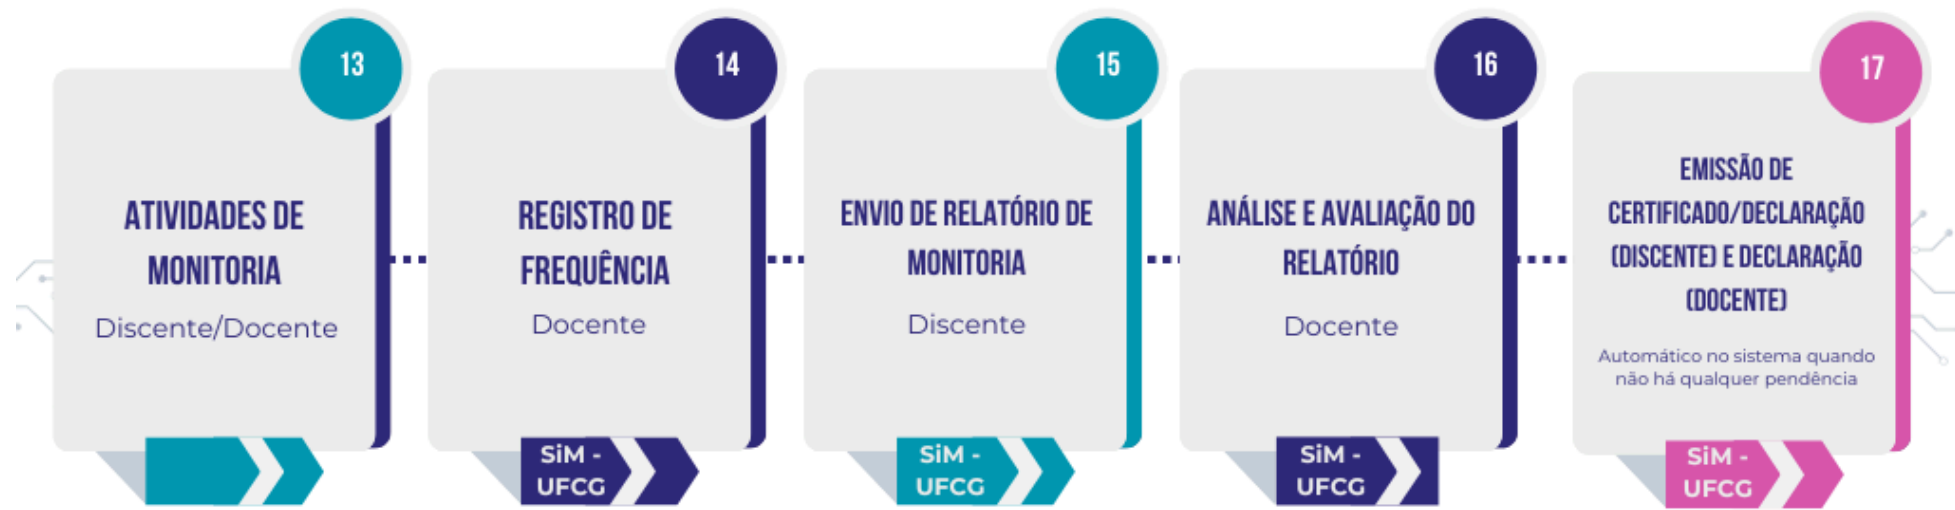 13
ATIVIDADES DE
MONITORIA
Discente/Docente
14
REGISTRO DE
FREQUÊNCIA
Docente
SiM -
UFCG
15
ENVIO DE RELATÓRIO DE
MONITORIA
Discente
SiM -
UFCG
16
ANÁLISE E AVALIAÇÃO DO
RELATÓRIO
Docente
SiM -
UFCG
17
EMISSÃO DE
CERTIFICADO/DECLARAÇÃO
(DISCENTE) E DECLARAÇÃO
(DOCENTE)
Automático no sistema quando
não há qualquer pendência
SiM -
UFCG